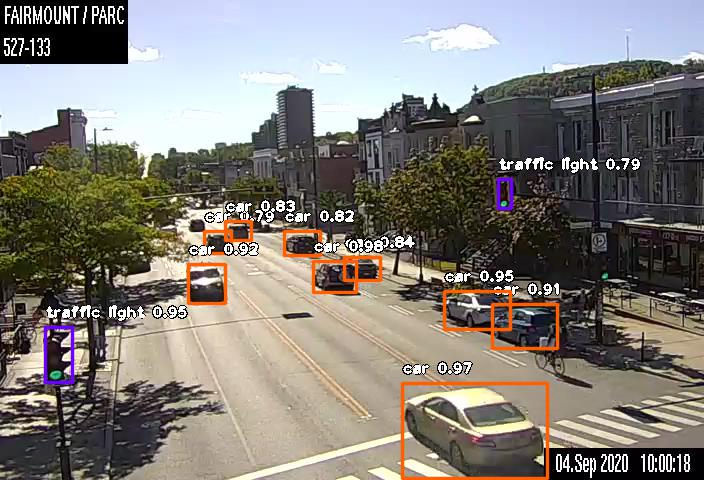 FAIRMOUNT / PARC
527-133
traffic light 0.79
car 0.83
car 0.79
car 0.82
car 0.92
car 0.98
0.84
car 0.95
car 0.91
traffic light 0.95
car 0.97
04.Sep 2020 10:00:18